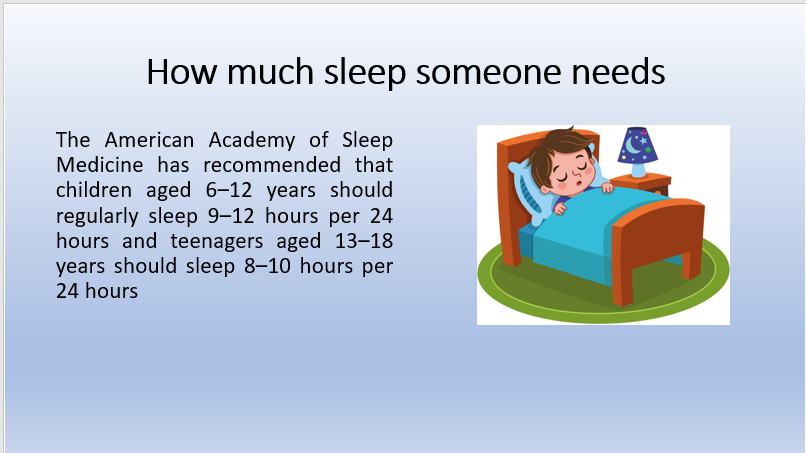 How much sleep someone needs
The American Academy of Sleep
Medicine has recommended that
children aged 6–12 years should
regularly sleep 9–12 hours per 24
hours and teenagers aged 13–18
years should sleep 8–10 hours per
24 hours